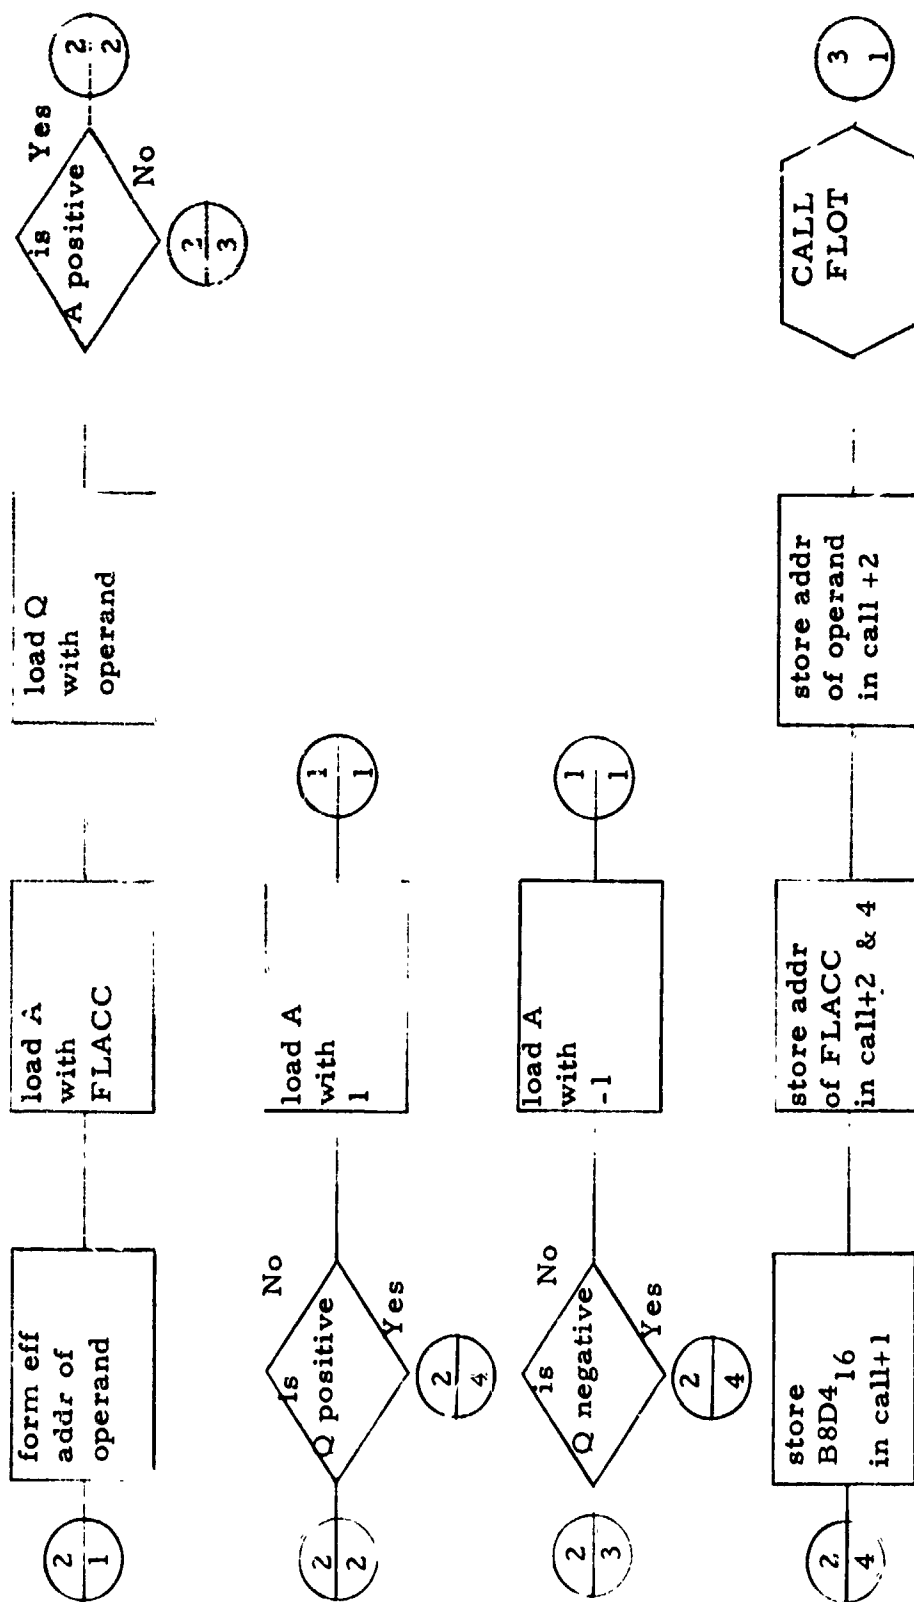 2
1
form eff
addr of
operand
load A
with
FLACC
load Q
with
operand
is
A positive
Yes
No
2
2
2
3
2
2
is
Q positive
No
Yes
2
4
load A
with
1
1
1
2
3
is
Q negative
No
Yes
2
4
load A
with
-1
1
1
2
4
store
B8D4₁₆
in call+1
store addr
of FLACC
in call+2 & 4
store addr
of operand
in call +2
CALL
FLOT
3
1